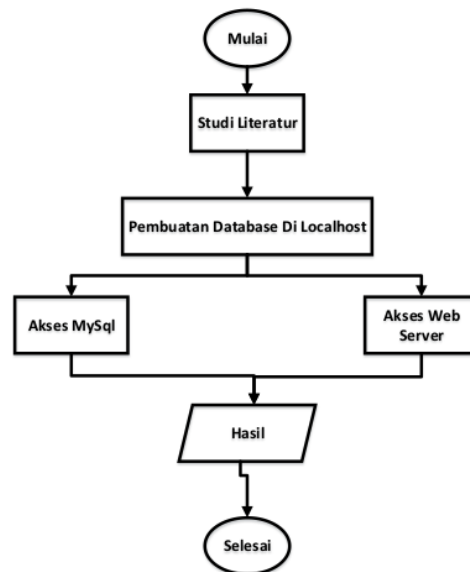 Mulai
Studi Literatur
Pembuatan Database Di Localhost
Akses MySql
Akses Web
Server
Hasil
Selesai